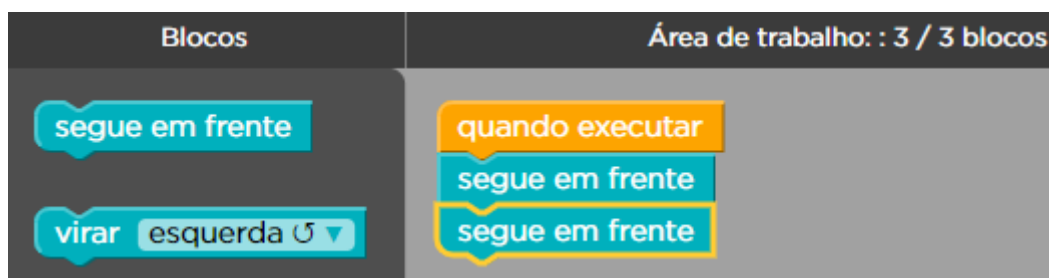 Blocos
Área de trabalho: : 3 / 3 blocos
segue em frente
virar esquerda ↺ ▼
quando executar
segue em frente
segue em frente